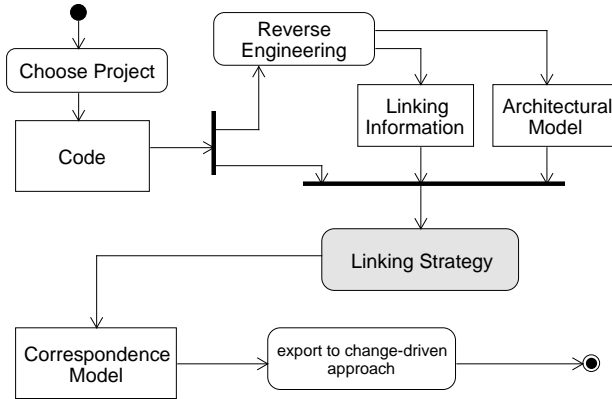 Reverse
Engineering
Choose Project
Linking
Information
Architectural
Model
Code
Linking Strategy
Correspondence
Model
export to change-driven
approach